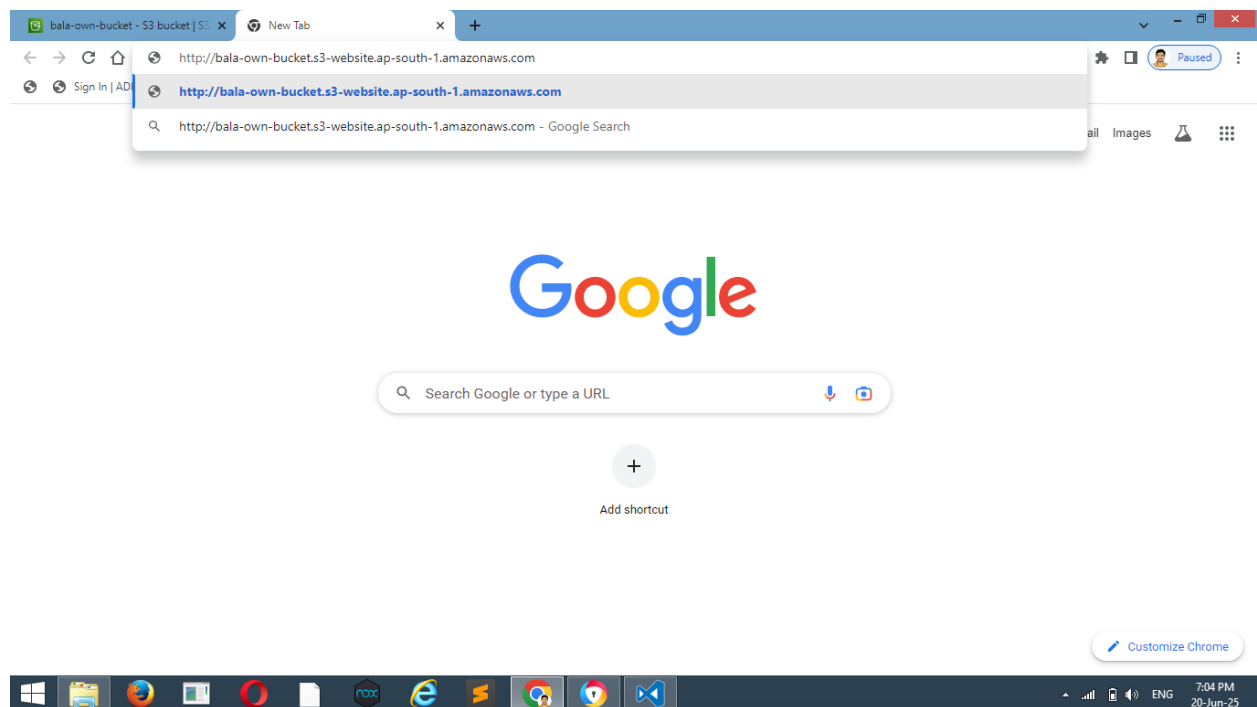 bala-own-bucket - S3 bucket | S3
New Tab
http://bala-own-bucket.s3-website.ap-south-1.amazonaws.com
Paused
Sign In | ADF
http://bala-own-bucket.s3-website.ap-south-1.amazonaws.com
http://bala-own-bucket.s3-website.ap-south-1.amazonaws.com - Google Search
ail Images
Google
Search Google or type a URL
Add shortcut
Customize Chrome
nox
ENG
7:04 PM
20-Jun-25